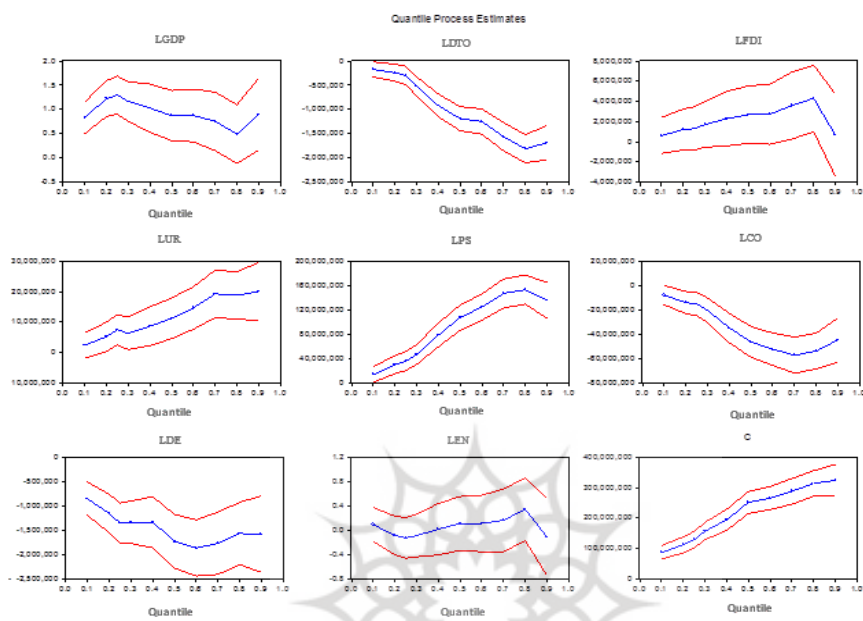 Quantile Process Estimates
LGDP LDTO LFDI
2.0 0 8,000,000
1.5 -500,000 6,000,000
1.0 -1,000,000 4,000,000
0.5 -1,500,000 2,000,000
0.0 -2,000,000 0
-0.5 -2,500,000 -2,000,000
-4,000,000
0.0 0.1 0.2 0.3 0.4 0.5 0.6 0.7 0.8 0.9 1.0 0.0 0.1 0.2 0.3 0.4 0.5 0.6 0.7 0.8 0.9 1.0 0.0 0.1 0.2 0.3 0.4 0.5 0.6 0.7 0.8 0.9 1.0
Quantile Quantile Quantile
LUR LPS LCO
30,000,000 200,000,000 20,000,000
20,000,000 160,000,000 0
10,000,000 120,000,000 -20,000,000
0 80,000,000 -40,000,000
10,000,000 40,000,000 -60,000,000
0 -80,000,000
0.0 0.1 0.2 0.3 0.4 0.5 0.6 0.7 0.8 0.9 1.0 0.0 0.1 0.2 0.3 0.4 0.5 0.6 0.7 0.8 0.9 1.0 0.0 0.1 0.2 0.3 0.4 0.5 0.6 0.7 0.8 0.9 1.0
Quantile Quantile Quantile
LDE LEN C
0 1.2 400,000,000
-500,000 0.8 300,000,000
-1,000,000 0.4 200,000,000
-1,500,000 0.0 100,000,000
-2,000,000 -0.4 0
- 2,500,000 -0.8
0.0 0.1 0.2 0.3 0.4 0.5 0.6 0.7 0.8 0.9 1.0 0.0 0.1 0.2 0.3 0.4 0.5 0.6 0.7 0.8 0.9 1.0 0.0 0.1 0.2 0.3 0.4 0.5 0.6 0.7 0.8 0.9 1.0
Quantile Quantile Quantile